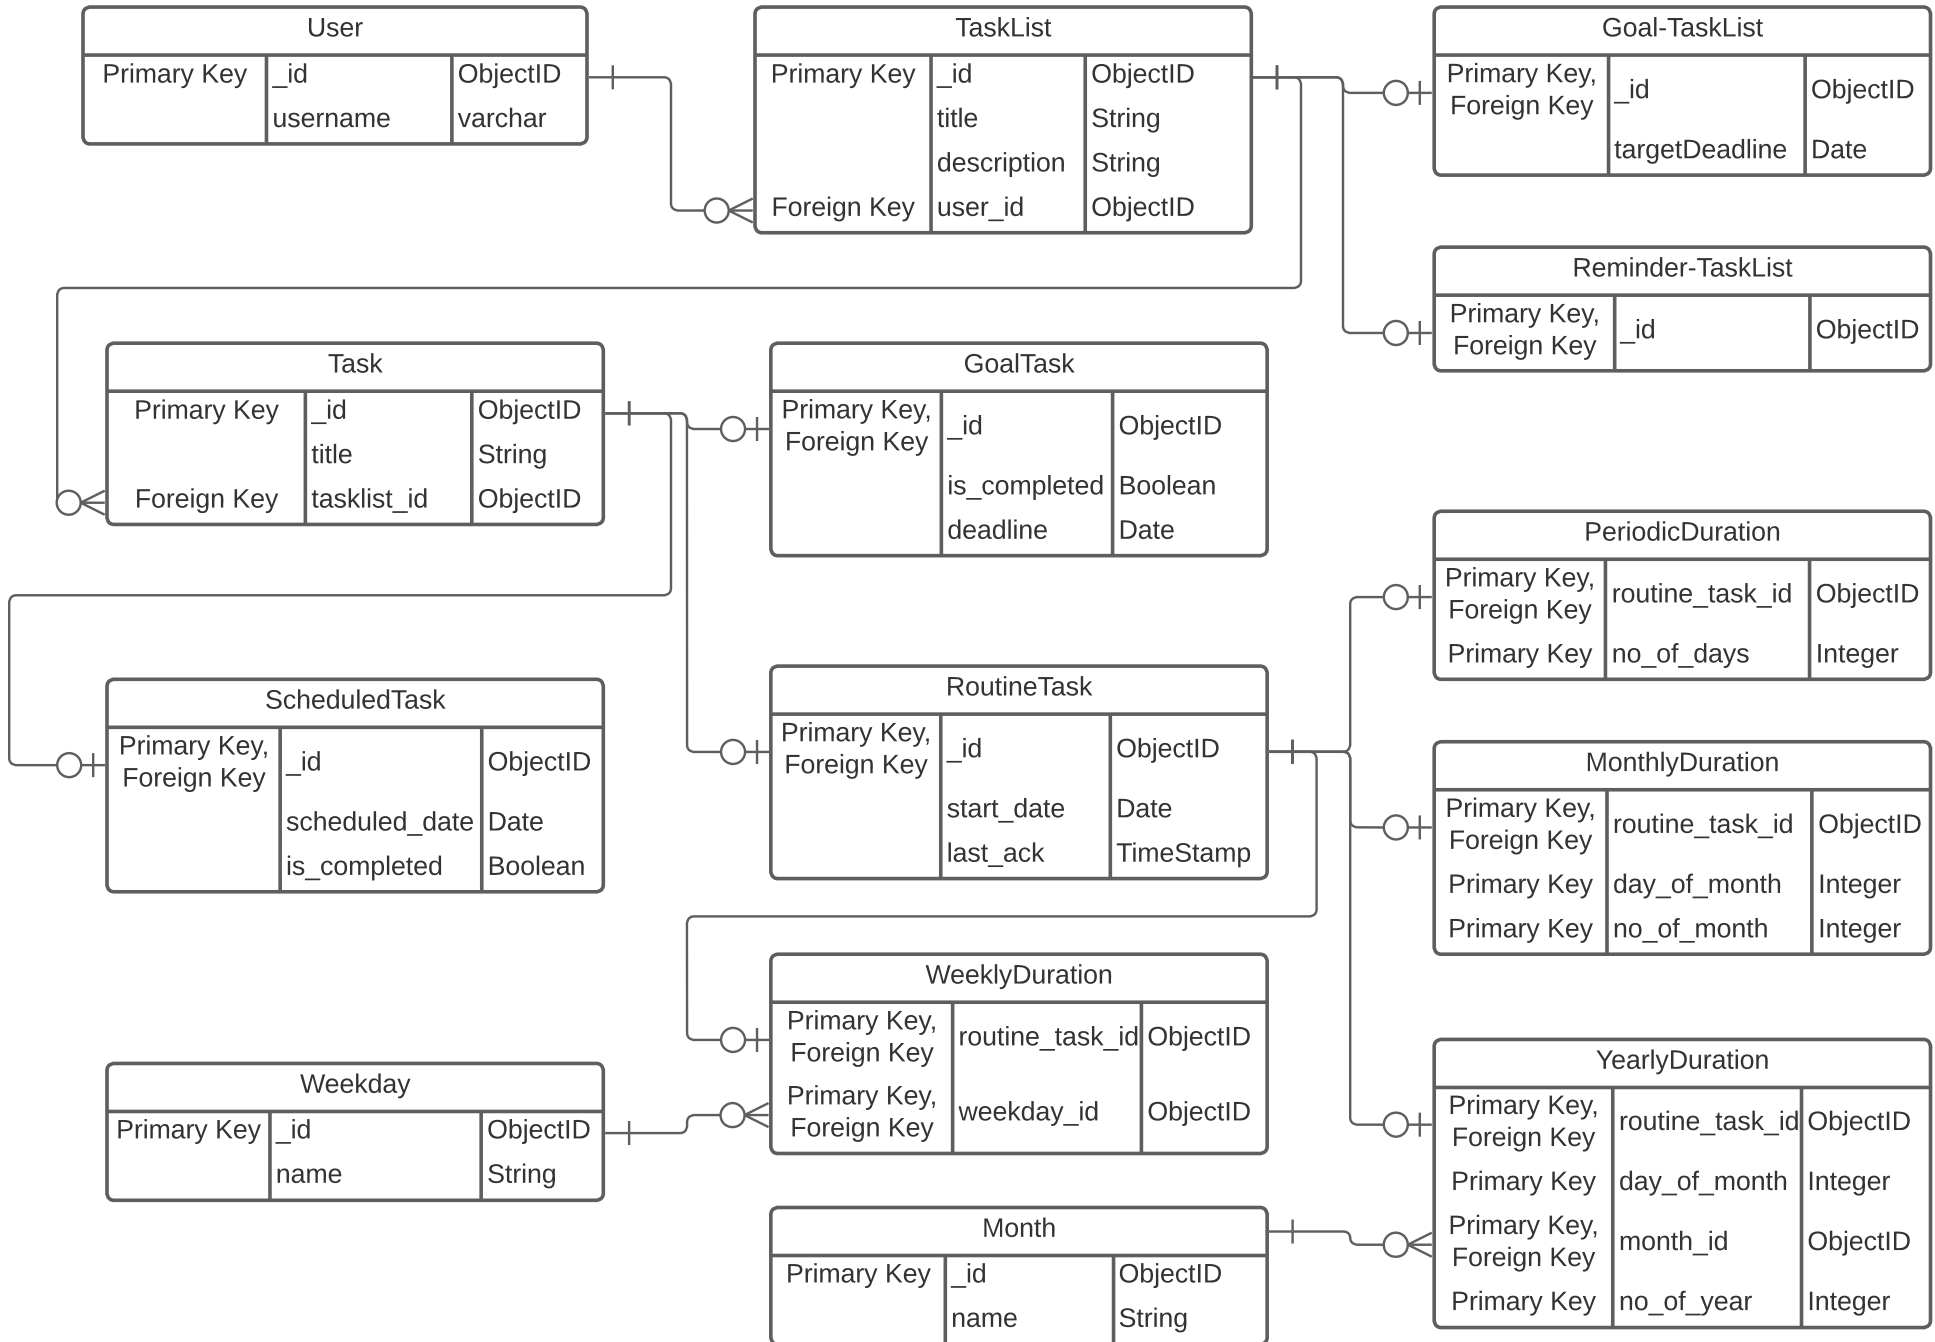 User
Primary Key _id ObjectID
username varchar
TaskList
Primary Key _id ObjectID
title String
description String
Foreign Key user_id ObjectID
Goal-TaskList
Primary Key,
Foreign Key _id ObjectID
targetDeadline Date
Reminder-TaskList
Primary Key,
Foreign Key _id ObjectID
Task
Primary Key _id ObjectID
title String
Foreign Key tasklist_id ObjectID
GoalTask
Primary Key,
Foreign Key _id ObjectID
is_completed Boolean
deadline Date
PeriodicDuration
Primary Key,
Foreign Key routine_task_id ObjectID
Primary Key no_of_days Integer
ScheduledTask
Primary Key,
Foreign Key _id ObjectID
scheduled_date Date
is_completed Boolean
RoutineTask
Primary Key,
Foreign Key _id ObjectID
start_date Date
last_ack TimeStamp
MonthlyDuration
Primary Key,
Foreign Key routine_task_id ObjectID
Primary Key day_of_month Integer
Primary Key no_of_month Integer
WeeklyDuration
Primary Key,
Foreign Key routine_task_id ObjectID
Primary Key,
Foreign Key weekday_id ObjectID
Weekday
Primary Key _id ObjectID
name String
YearlyDuration
Primary Key,
Foreign Key routine_task_id ObjectID
Primary Key day_of_month Integer
Primary Key,
Foreign Key month_id ObjectID
Primary Key no_of_year Integer
Month
Primary Key _id ObjectID
name String